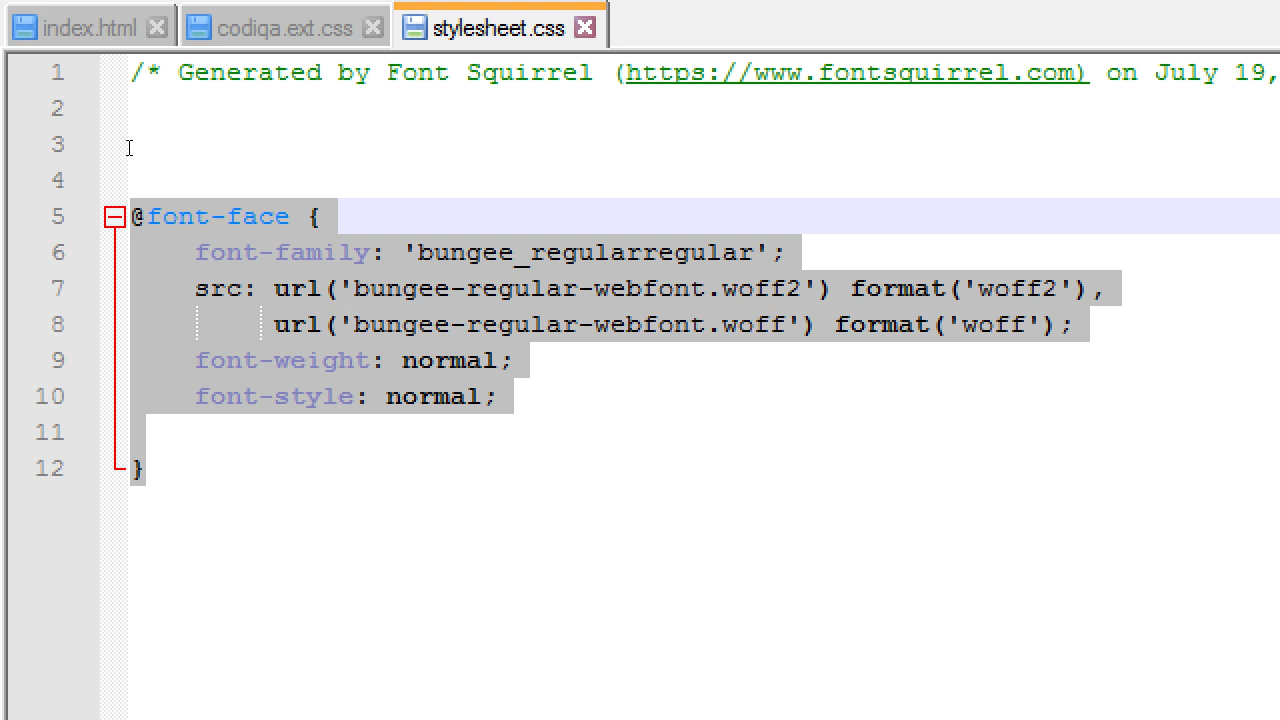 index.html codiqa.ext.css stylesheet.css
1 /* Generated by Font Squirrel (https://www.fontsquirrel.com) on July 19,
2
3
4
5 @font-face {
6 font-family: 'bungee_regularregular';
7 src: url('bungee-regular-webfont.woff2') format('woff2'),
8 url('bungee-regular-webfont.woff') format('woff');
9 font-weight: normal;
10 font-style: normal;
11
12 }